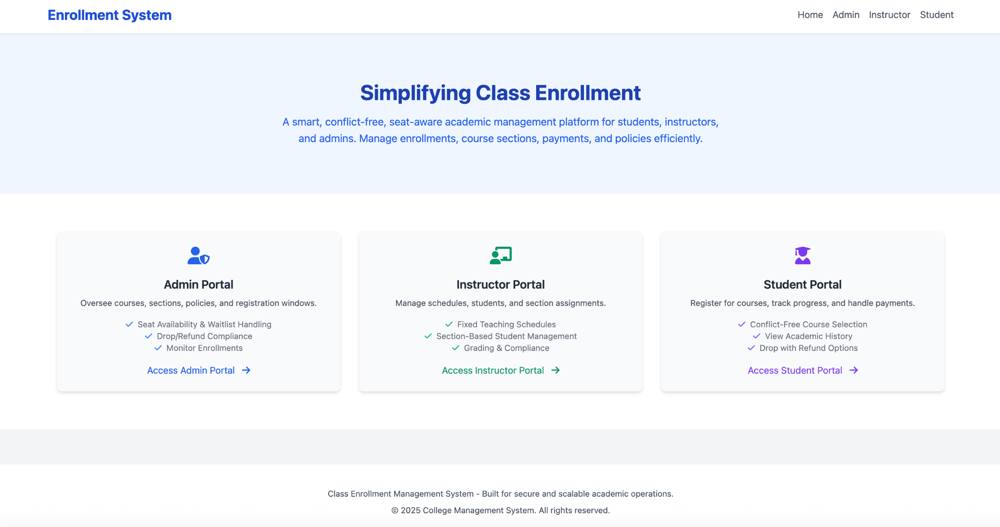 Enrollment System
Home Admin Instructor Student
Simplifying Class Enrollment
A smart, conflict-free, seat-aware academic management platform for students, instructors,
and admins. Manage enrollments, course sections, payments, and policies efficiently.
Admin Portal
Oversee courses, sections, policies, and registration windows.
Seat Availability & Waitlist Handling
Drop/Refund Compliance
Monitor Enrollments
Access Admin Portal →
Instructor Portal
Manage schedules, students, and section assignments.
Fixed Teaching Schedules
Section-Based Student Management
Grading & Compliance
Access Instructor Portal →
Student Portal
Register for courses, track progress, and handle payments.
Conflict-Free Course Selection
View Academic History
Drop with Refund Options
Access Student Portal →
Class Enrollment Management System - Built for secure and scalable academic operations.
© 2025 College Management System. All rights reserved.